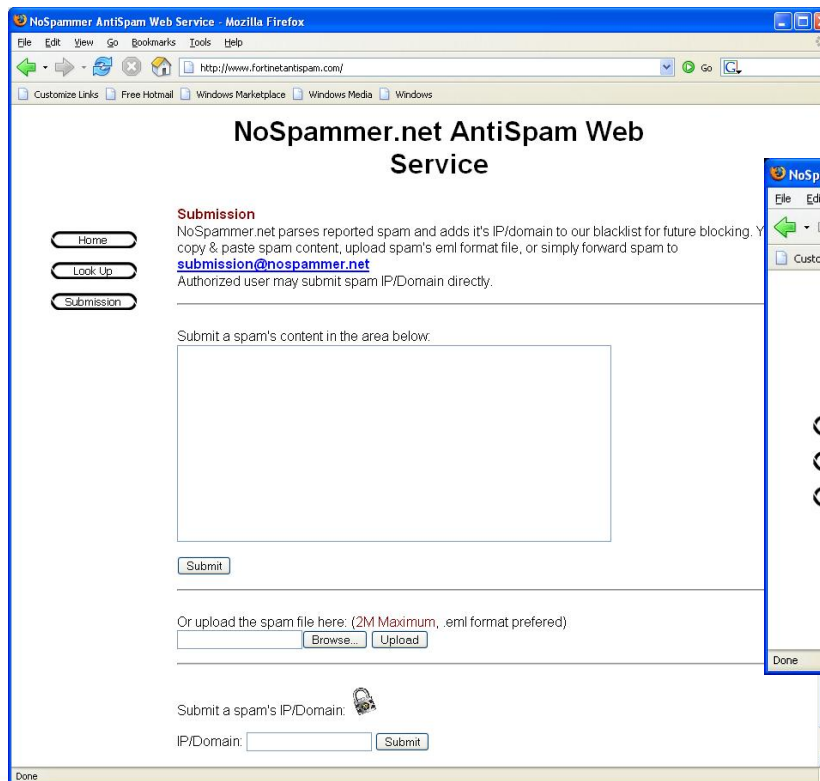 NoSpammer AntiSpam Web Service - Mozilla Firefox
File Edit View Go Bookmarks Tools Help
http://www.fortinetantispam.com/ Go G
Customize Links Free Hotmail Windows Marketplace Windows Media Windows
NoSpammer.net AntiSpam Web
Service
Home
Look Up
Submission
Submission
NoSpammer.net parses reported spam and adds it's IP/domain to our blacklist for future blocking. Y
copy & paste spam content, upload spam's eml format file, or simply forward spam to
submission@nospammer.net
Authorized user may submit spam IP/Domain directly.
Submit a spam's content in the area below:
Submit
Or upload the spam file here: (2M Maximum, .eml format prefered)
Browse... Upload
Submit a spam's IP/Domain:
IP/Domain: Submit
Done
NoSp
File Edi
Custo
Done